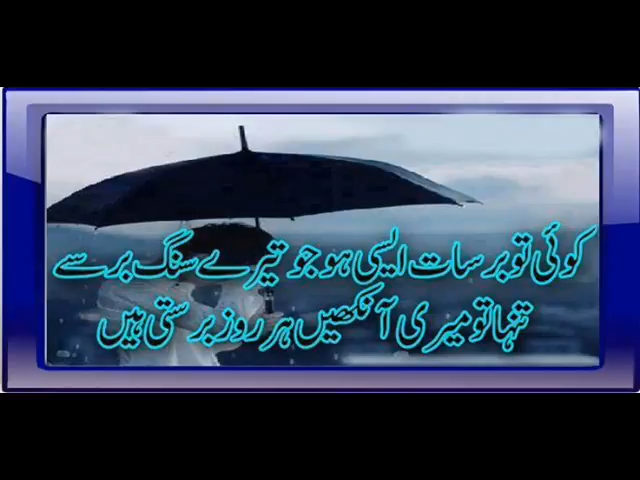 کوئی تو برسات ایسی ہو جو تیرے سنگ برسے
تنہا تو میری آنکھیں ہر روز برستی ہیں